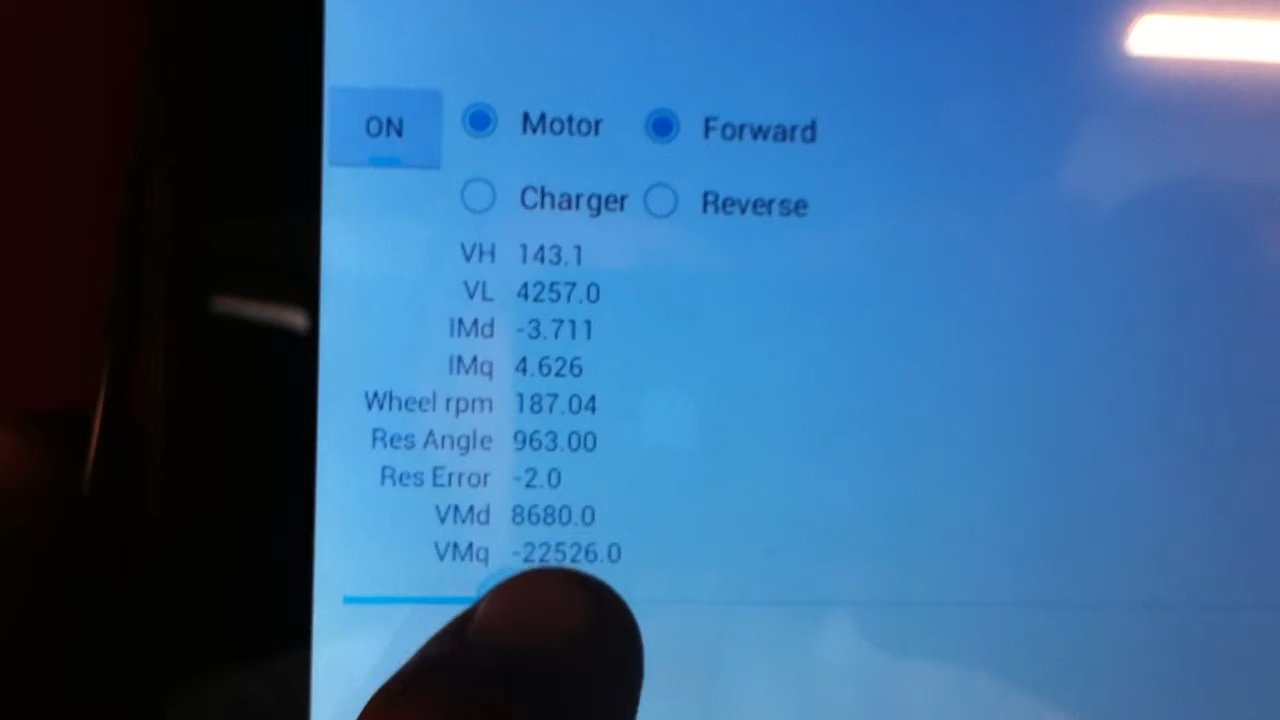 ON Motor Forward
Charger Reverse
VH 143.1
VL 4257.0
IMd -3.711
IMq 4.626
Wheel rpm 187.04
Res Angle 963.00
Res Error -2.0
VMd 8680.0
VMq -22526.0